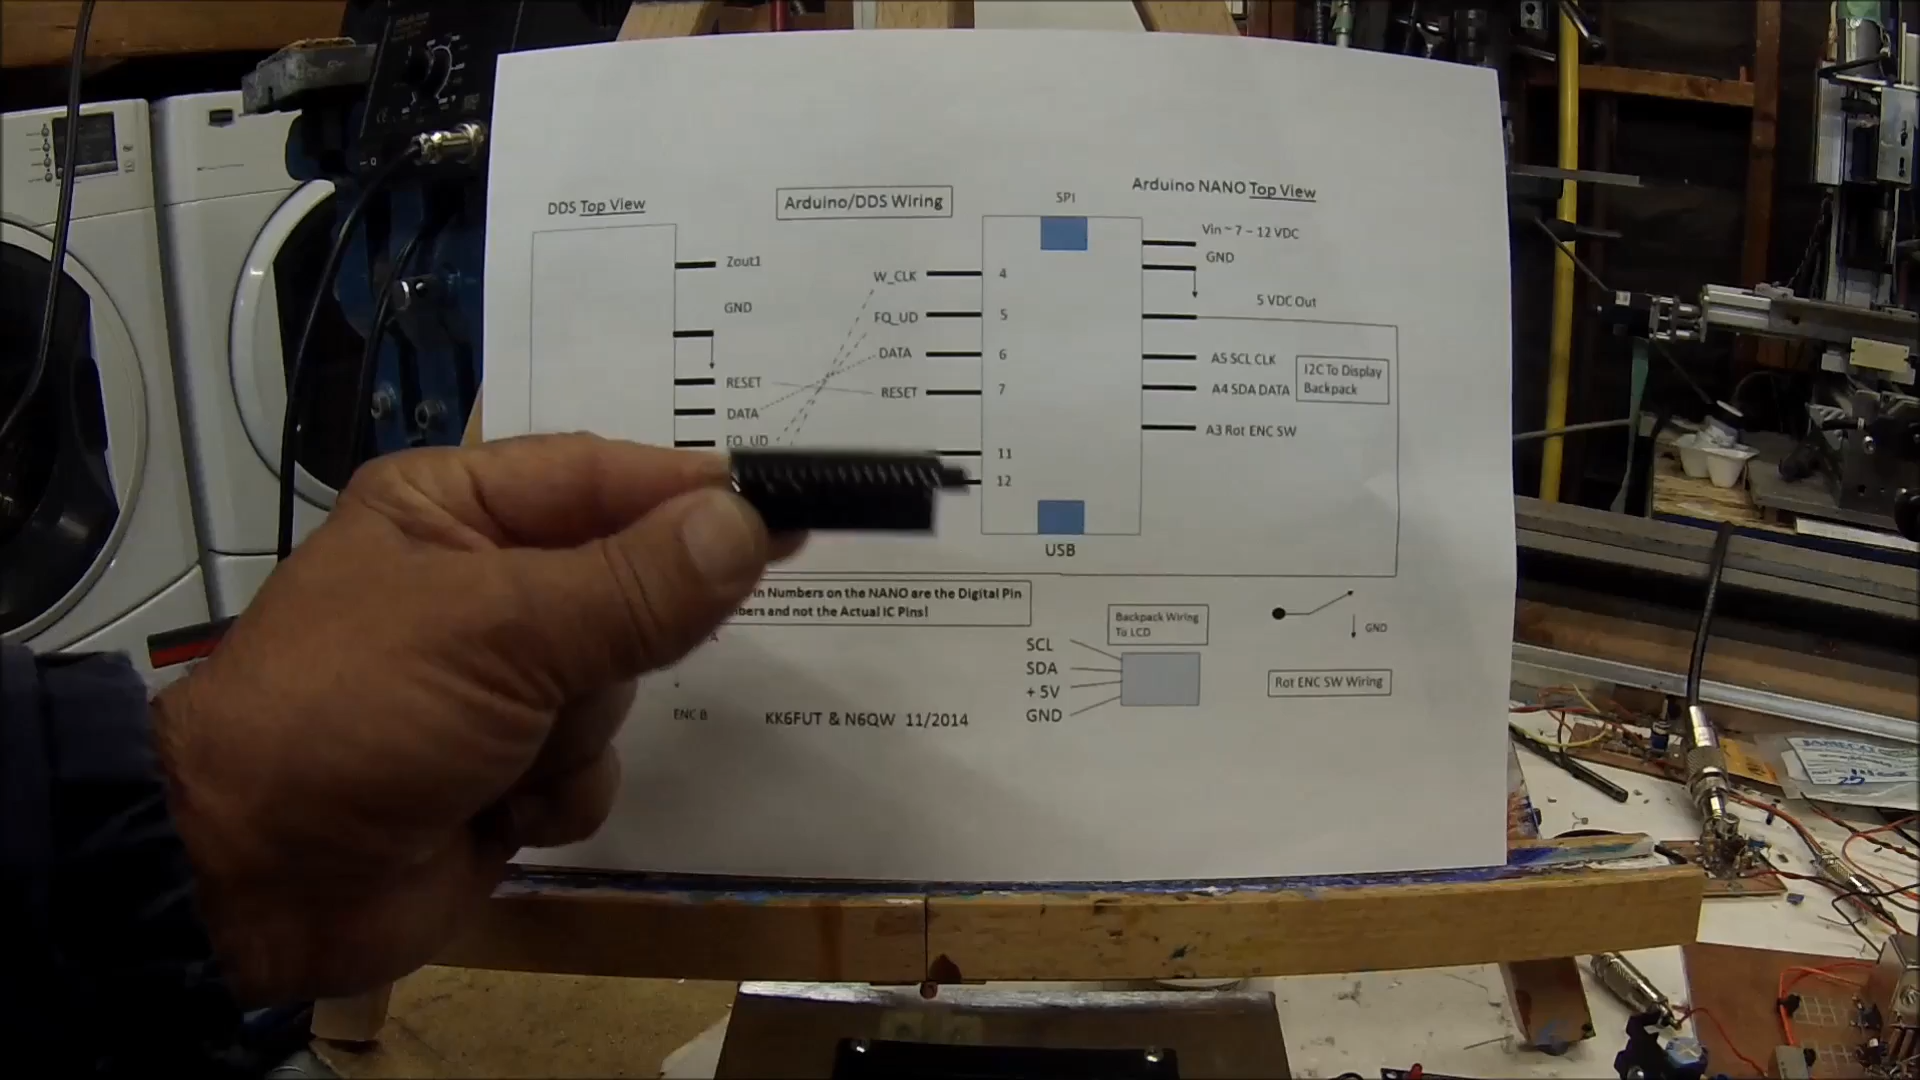 DDS Top View
Arduino/DDS Wiring
SPI
Arduino NANO Top View
Zout1
GND
RESET
DATA
FQ_UD
W_CLK
FQ_UD
DATA
RESET
4
5
6
7
11
12
USB
Vin ~ 7 – 12 VDC
GND
5 VDC Out
A5 SCL CLK
A4 SDA DATA
A3 Rot ENC SW
I2C To Display
Backpack
in Numbers on the NANO are the Digital Pin
bers and not the Actual IC Pins!
ENC B
KK6FUT & N6QW 11/2014
SCL
SDA
+ 5V
GND
Backpack Wiring
To LCD
GND
Rot ENC SW Wiring
JAMECO